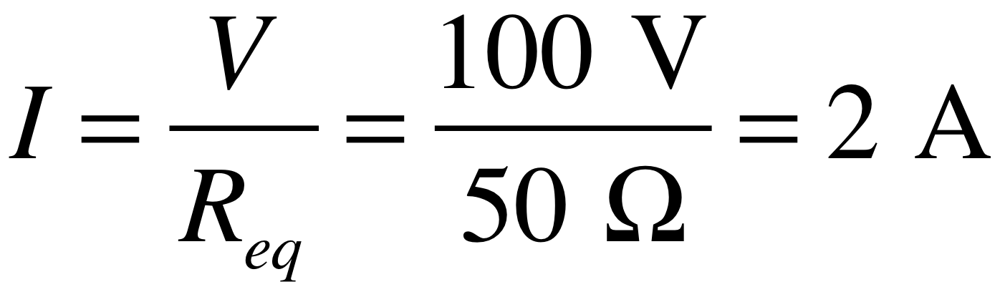 I = V / R_eq = 100 V / 50 Ω = 2 A